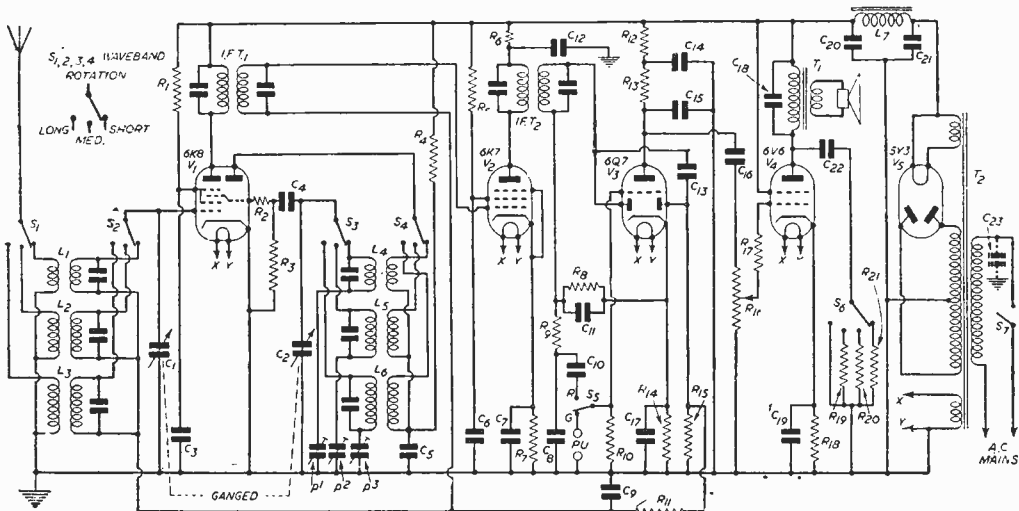 S1,2,3,4 WAVEBAND
ROTATION
LONG MED. SHORT
I.F.T.1
R1
6K8
V1
R4
R2
C4
R3
S1
S2
S3
S4
L1
L2
L3
L4
L5
L6
C1
C2
C3
GANGED
P1
P2
P3
C5
X Y
R6
C12
I.F.T.2
6K7
V2
X Y
C6
C7
R7
C8
R9
R8
C11
C10
R
S5
G
PU
R10
C9
R11
R12
R13
C14
C15
6Q7
V3
X Y
C13
C17
R14
R15
C16
R17
C18
T1
6V6
V4
X
C22
C19
R18
S6
R19
R20
R21
L7
C20
C21
5Y3
V5
T2
C23
S7
X
Y
A.C.
MAINS